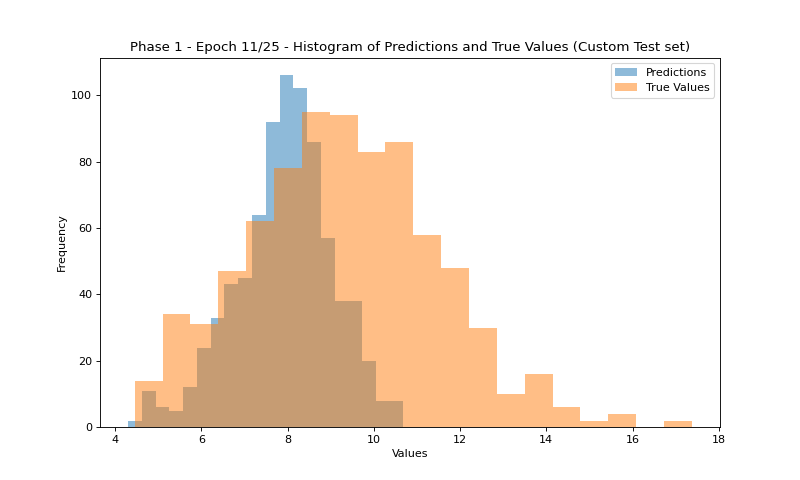 Phase 1 - Epoch 11/25 - Histogram of Predictions and True Values (Custom Test set)
Predictions
True Values
Frequency
100
80
60
40
20
0
4 6 8 10 12 14 16 18
Values